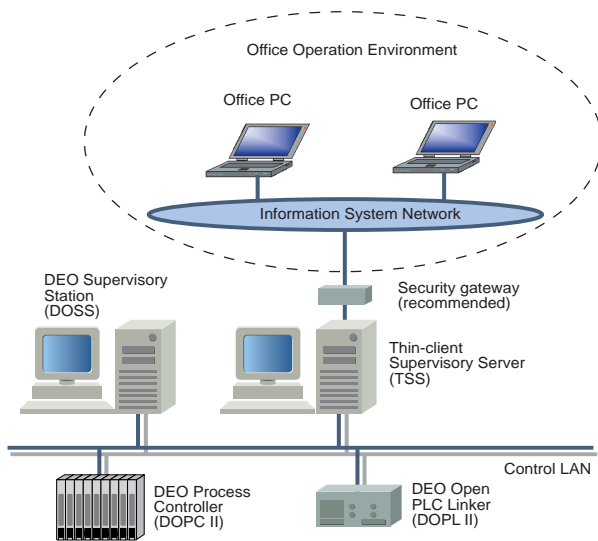 Office Operation Environment
Office PC
Office PC
Information System Network
DEO Supervisory
Station
(DOSS)
Security gateway
(recommended)
Thin-client
Supervisory Server
(TSS)
Control LAN
DEO Process
Controller
(DOPC II)
DEO Open
PLC Linker
(DOPL II)